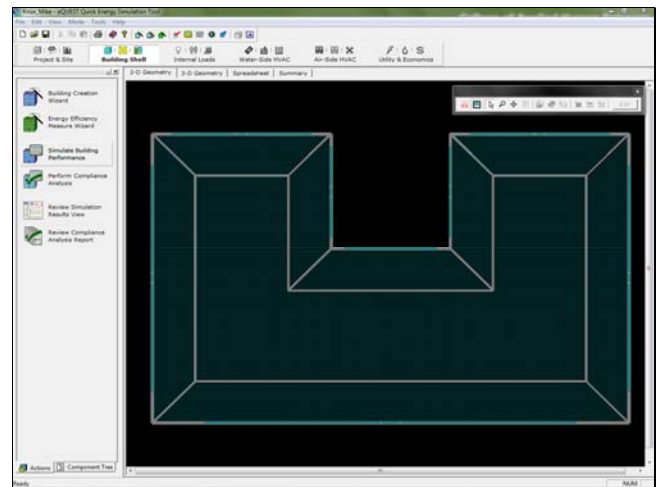 Knox_Mike - eQUEST Quick Energy Simulation Tool
File Edit View Mode Tools Help
Project & Site
Building Shell
Internal Loads
Water-Side HVAC
Air-Side HVAC
Utility & Economics
2-D Geometry
3-D Geometry
Spreadsheet
Summary
Building Creation
Wizard
Energy Efficiency
Measure Wizard
Simulate Building
Performance
Perform Compliance
Analysis
Review Simulation
Results View
Review Compliance
Analysis Report
Actions
Component Tree
Ready
NUM